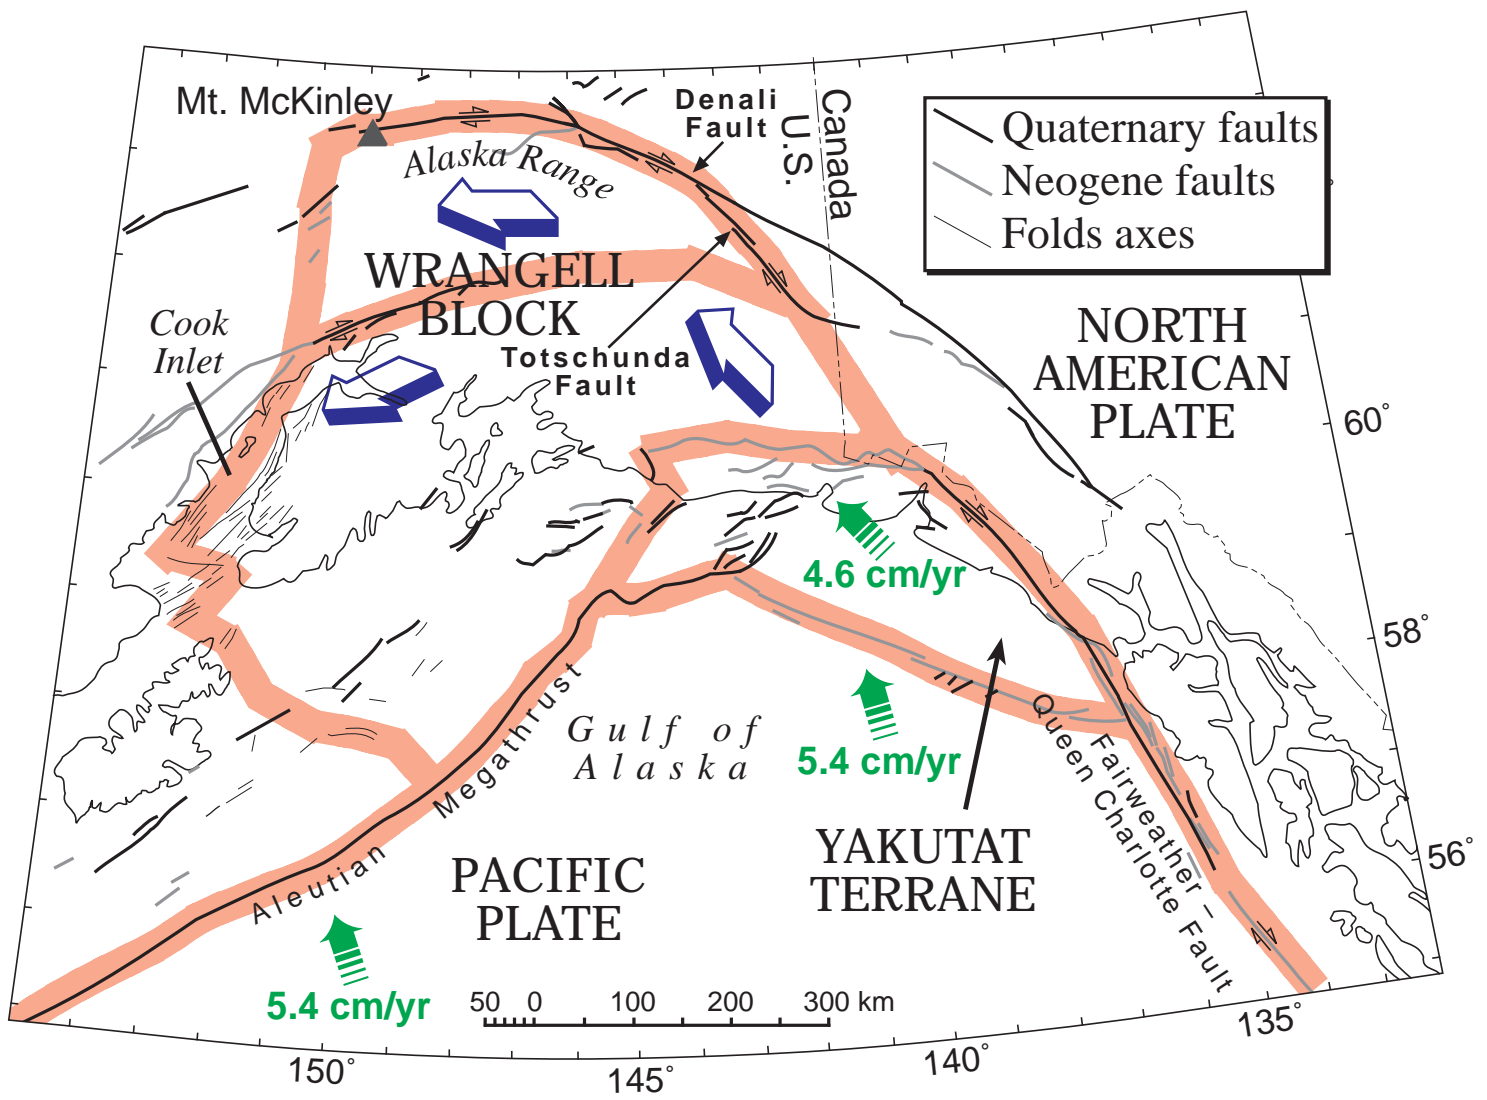 Mt. McKinley
Denali
Fault
U.S.
Canada
Quaternary faults
Neogene faults
Folds axes
Alaska Range
WRANGELL
BLOCK
Cook
Inlet
Totschunda
Fault
NORTH
AMERICAN
PLATE
60°
4.6 cm/yr
58°
Gulf of
Alaska
5.4 cm/yr
Aleutian Megathrust
Fairweather –
Queen Charlotte Fault
YAKUTAT
TERRANE
56°
PACIFIC
PLATE
5.4 cm/yr
50 0 100 200 300 km
150°
145°
140°
135°